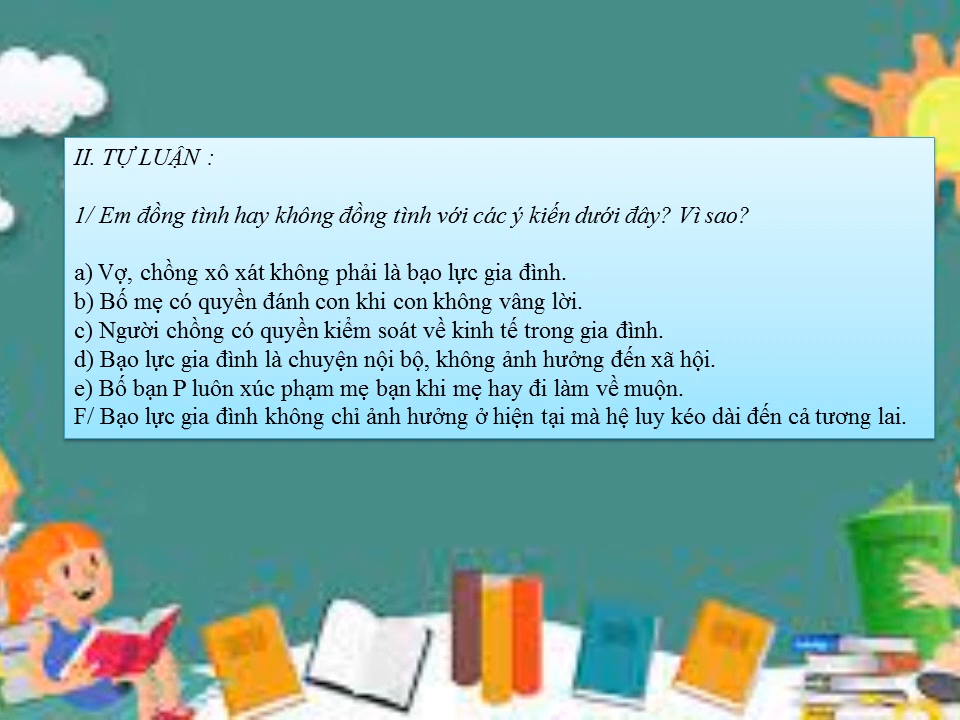 II. TỰ LUẬN :
1/ Em đồng tình hay không đồng tình với các ý kiến dưới đây? Vì sao?
a) Vợ, chồng xô xát không phải là bạo lực gia đình.
b) Bố mẹ có quyền đánh con khi con không vâng lời.
c) Người chồng có quyền kiểm soát về kinh tế trong gia đình.
d) Bạo lực gia đình là chuyện nội bộ, không ảnh hưởng đến xã hội.
e) Bố bạn P luôn xúc phạm mẹ bạn khi mẹ hay đi làm về muộn.
F/ Bạo lực gia đình không chỉ ảnh hưởng ở hiện tại mà hệ luy kéo dài đến cả tương lai.